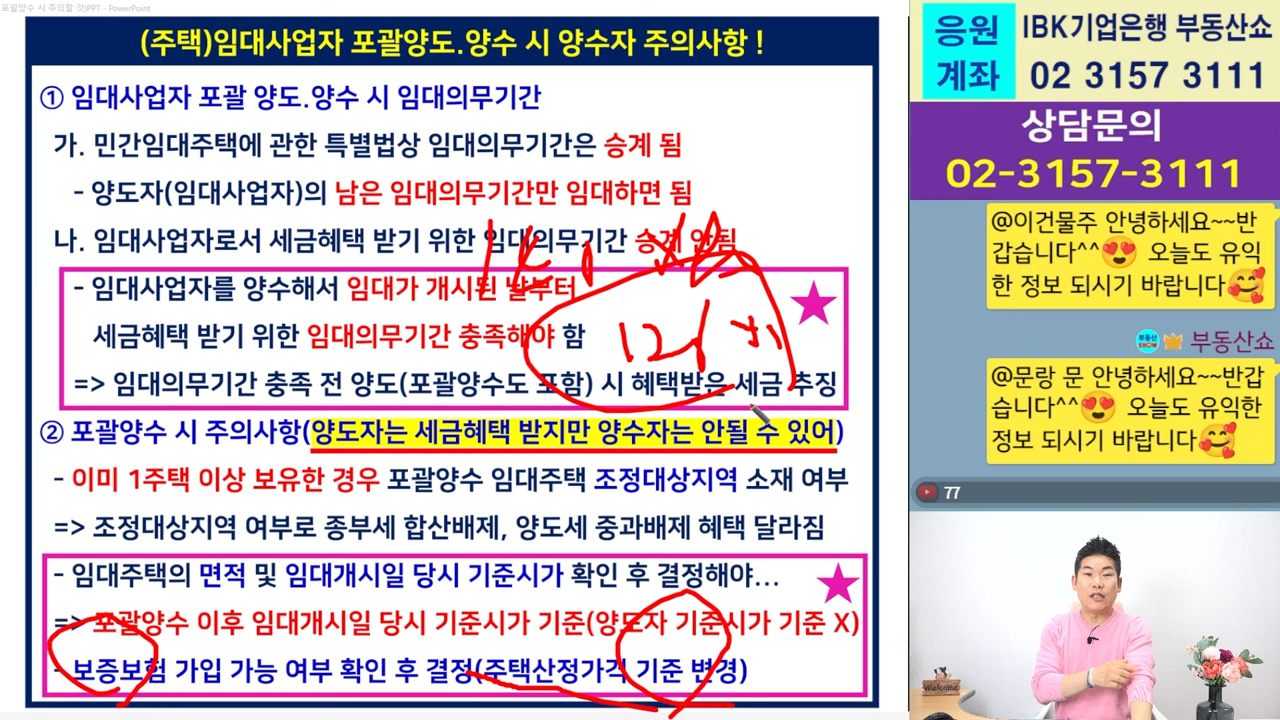 포괄양수 시 주의할 것).PPT - PowerPoint
(주택)임대사업자 포괄양도.양수 시 양수자 주의사항 !
① 임대사업자 포괄 양도.양수 시 임대의무기간
가. 민간임대주택에 관한 특별법상 임대의무기간은 승계 됨
- 양도자(임대사업자)의 남은 임대의무기간만 임대하면 됨
나. 임대사업자로서 세금혜택 받기 위한 임대의무기간 승계 안됨
- 임대사업자를 양수해서 임대가 개시된 날부터
세금혜택 받기 위한 임대의무기간 충족해야 함
=> 임대의무기간 충족 전 양도(포괄양수도 포함) 시 혜택받은 세금 추징
② 포괄양수 시 주의사항(양도자는 세금혜택 받지만 양수자는 안될 수 있어)
- 이미 1주택 이상 보유한 경우 포괄양수 임대주택 조정대상지역 소재 여부
=> 조정대상지역 여부로 종부세 합산배제, 양도세 중과배제 혜택 달라짐
- 임대주택의 면적 및 임대개시일 당시 기준시가 확인 후 결정해야...
=> 포괄양수 이후 임대개시일 당시 기준시가 기준(양도자 기준시가 기준 X)
- 보증보험 가입 가능 여부 확인 후 결정(주택산정가격 기준 변경)
126%
응원
계좌
IBK기업은행 부동산쇼
02 3157 3111
상담문의
02-3157-3111
@이건물주 안녕하세요~~반
갑습니다^^😍 오늘도 유익
한 정보 되시기 바랍니다🥰
부동산쇼
@문랑 문 안녕하세요~~반갑
습니다^^😍 오늘도 유익한
정보 되시기 바랍니다🥰
77
Welcome